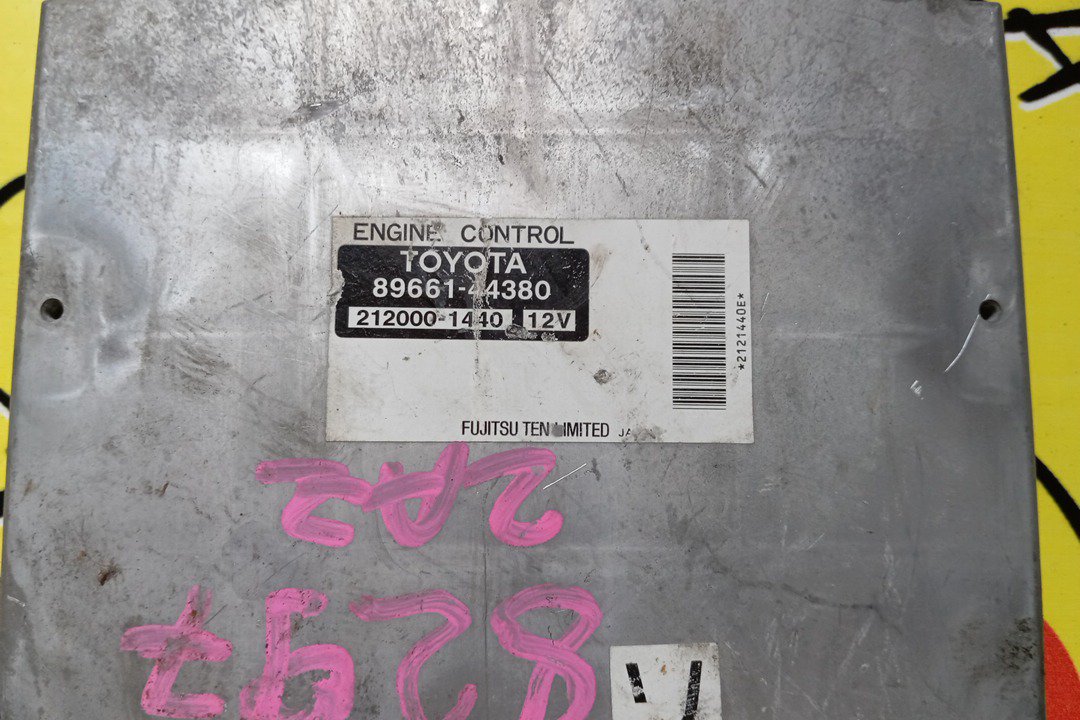 ENGINE CONTROL
TOYOTA
89661-44380
212000-1440 12V
*2121440E*
FUJITSU TEN LIMITED